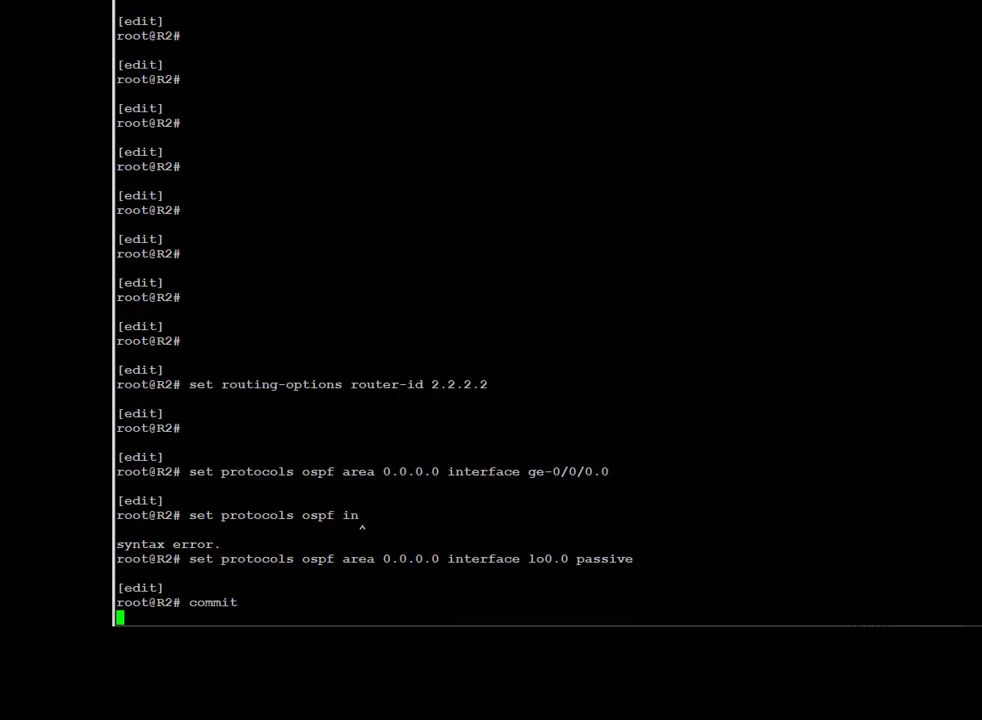 [edit]
root@R2#
[edit]
root@R2#
[edit]
root@R2#
[edit]
root@R2#
[edit]
root@R2#
[edit]
root@R2#
[edit]
root@R2#
[edit]
root@R2#
[edit]
root@R2# set routing-options router-id 2.2.2.2
[edit]
root@R2#
[edit]
root@R2# set protocols ospf area 0.0.0.0 interface ge-0/0/0.0
[edit]
root@R2# set protocols ospf in
^
syntax error.
root@R2# set protocols ospf area 0.0.0.0 interface lo0.0 passive
[edit]
root@R2# commit